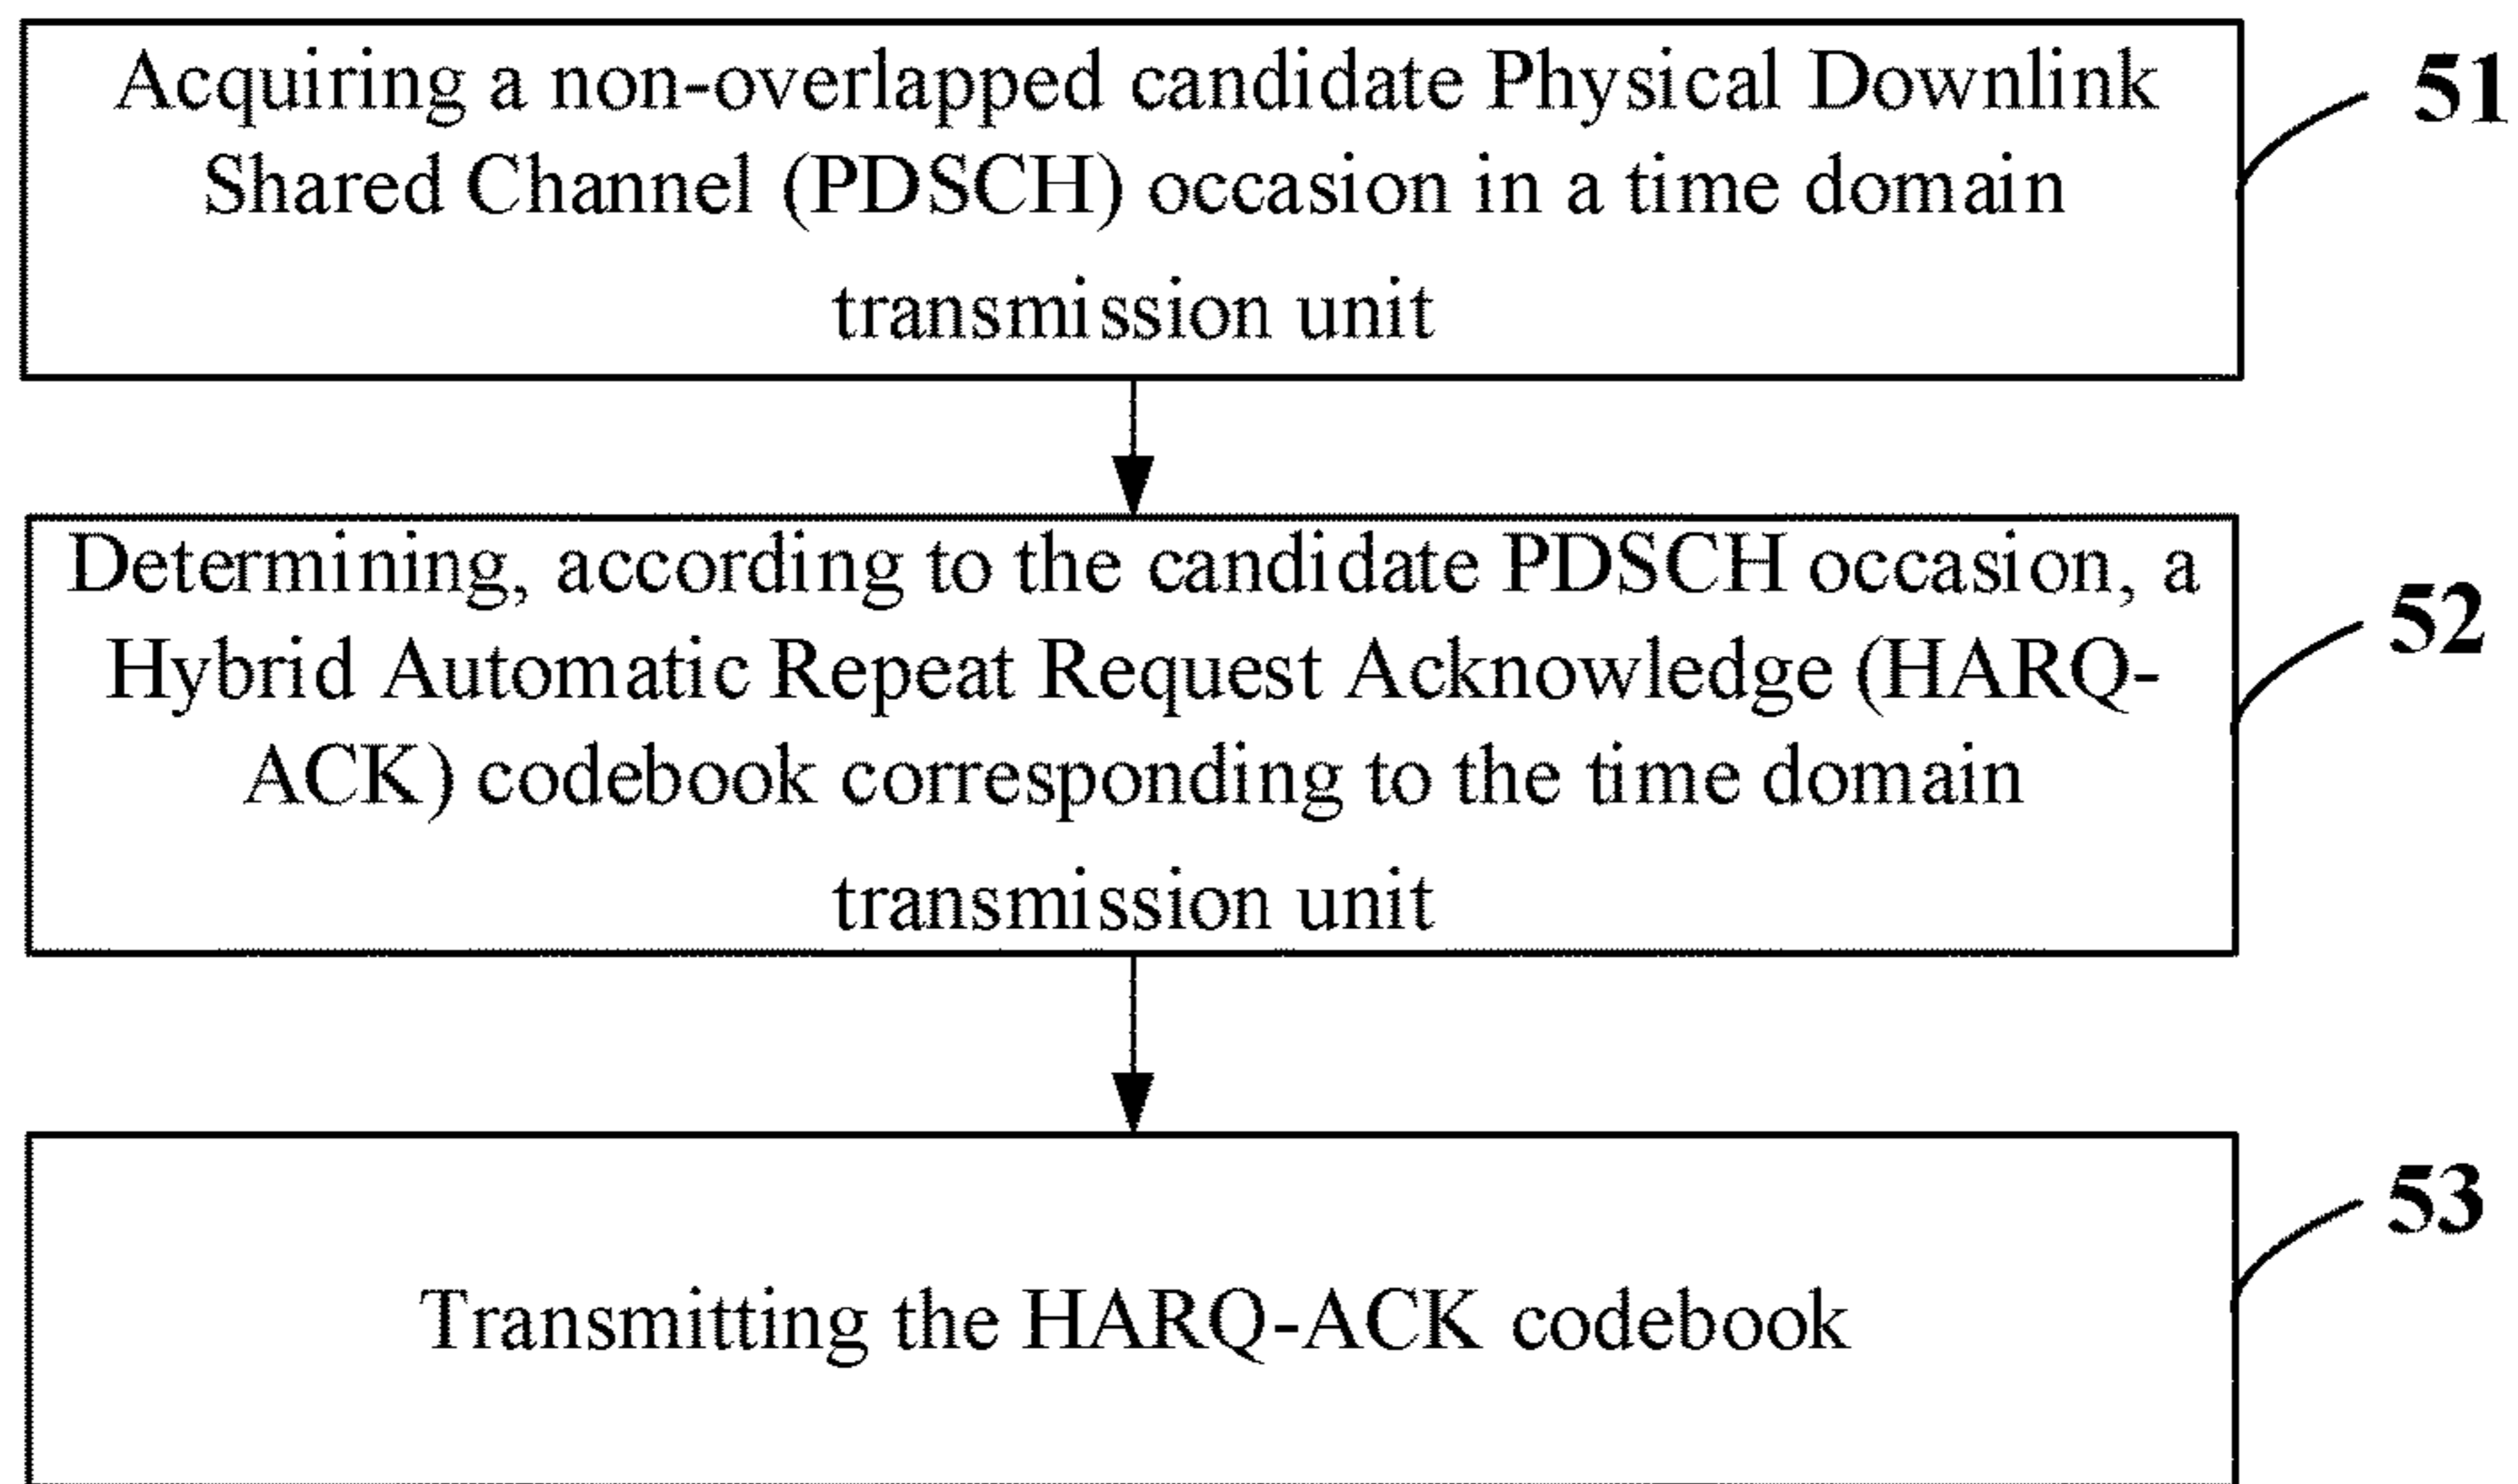 Acquiring a non-overlapped candidate Physical Downlink
Shared Channel (PDSCH) occasion in a time domain
transmission unit
51
Determining, according to the candidate PDSCH occasion, a
Hybrid Automatic Repeat Request Acknowledge (HARQ-
ACK) codebook corresponding to the time domain
transmission unit
52
Transmitting the HARQ-ACK codebook
53